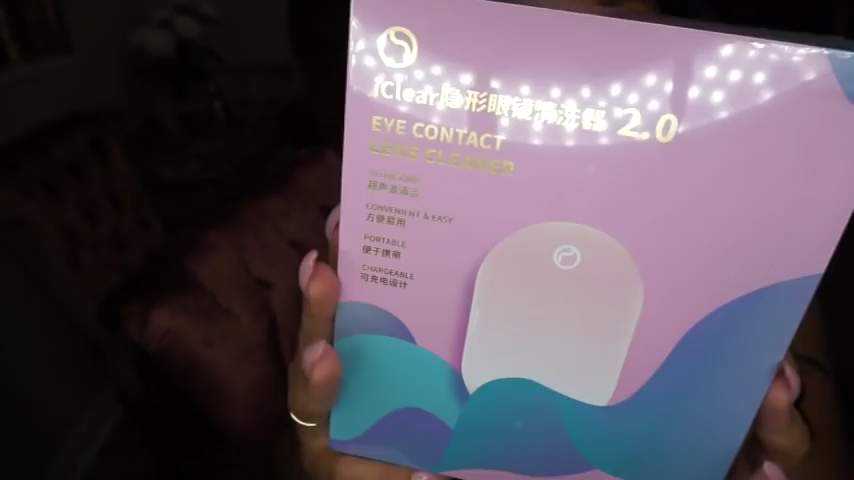 iClear隐形眼镜清洗器 2.0
EYE CONTACT
LENS CLEANER
超声波清洁
CONVENIENT & EASY
方便易用
PORTABLE
便于携带
CHARGEABLE
可充电设计